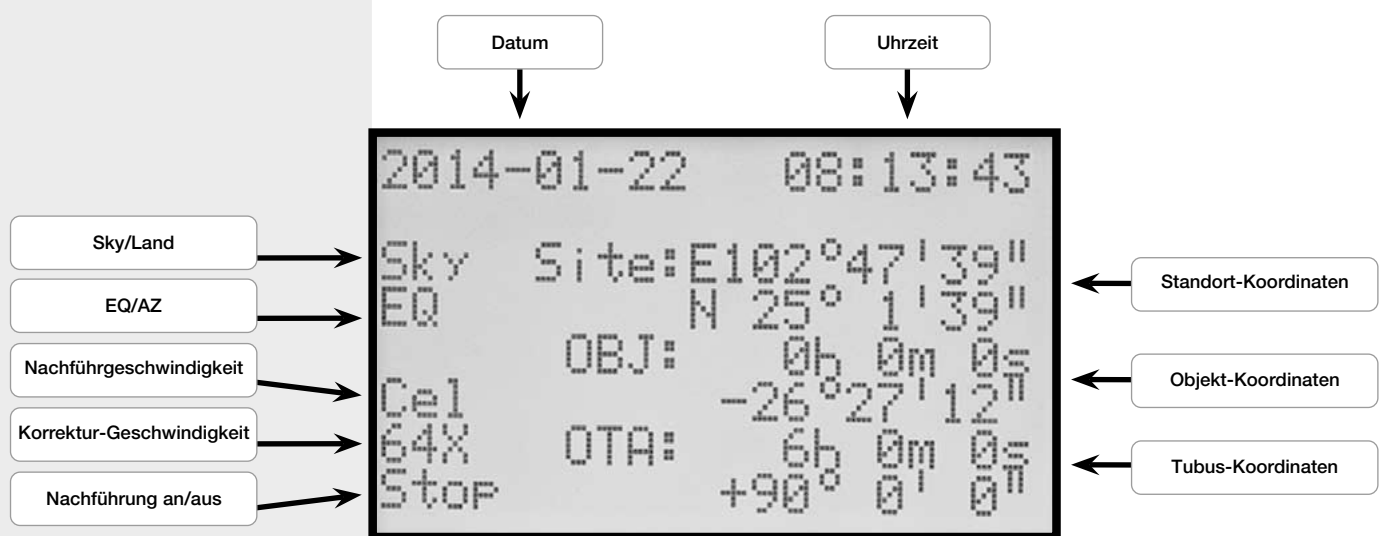 Datum
Uhrzeit
2014-01-22 08:13:43
Sky/Land
Sky Site:E102°47'39"
Standort-Koordinaten
EQ/AZ
EQ N 25° 1'39"
Nachführgeschwindigkeit
OBJ: 0h 0m 0s
Objekt-Koordinaten
Cel -26°27'12"
Korrektur-Geschwindigkeit
64X OTA: 6h 0m 0s
Tubus-Koordinaten
Nachführung an/aus
Stop +90° 0' 0"